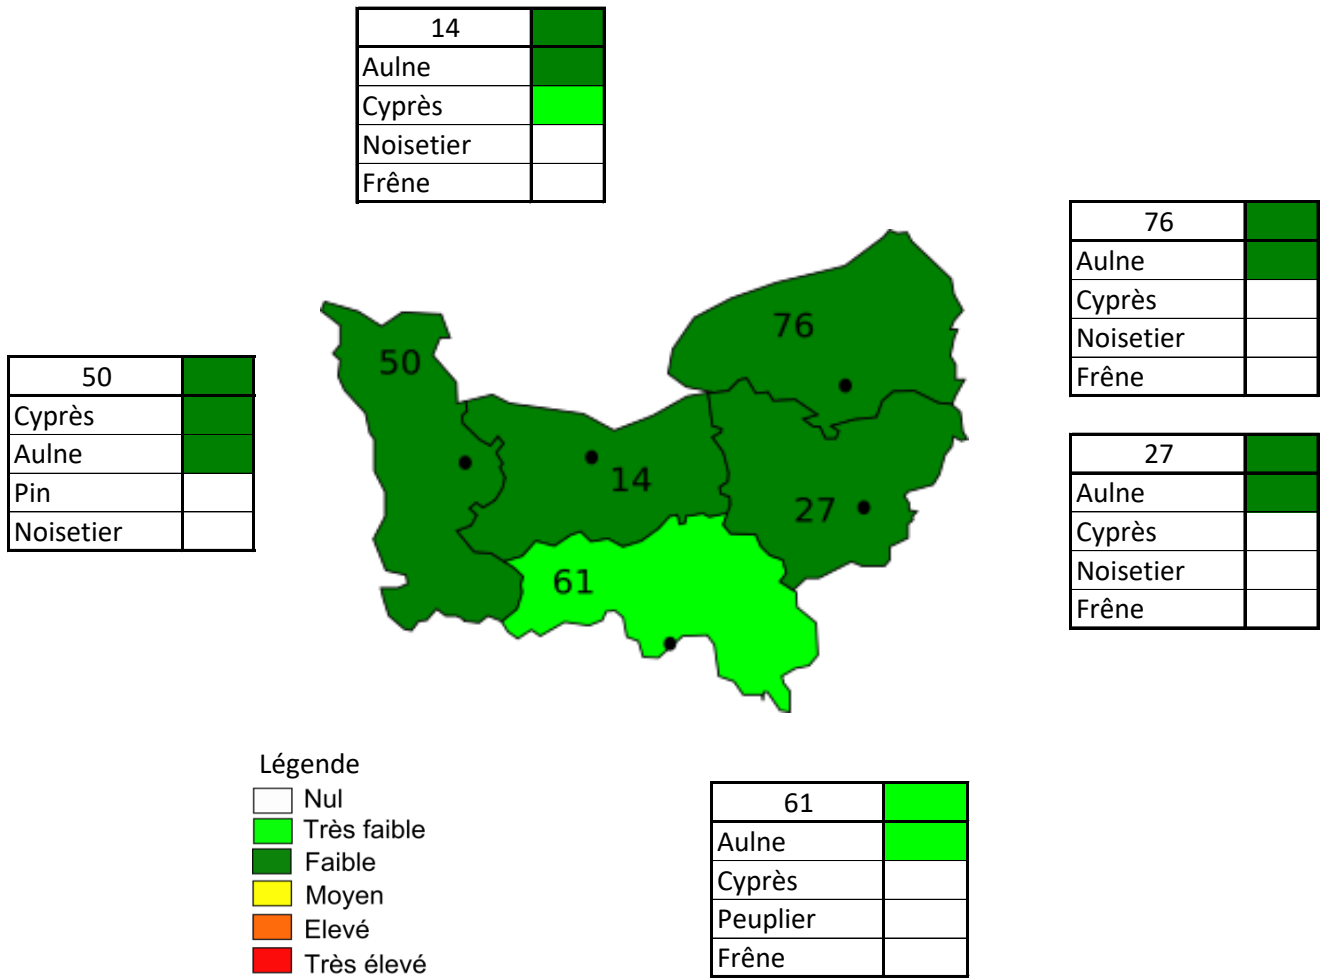 14
Aulne
Cyprès
Noisetier
Frêne
76
Aulne
Cyprès
Noisetier
Frêne
50
Cyprès
Aulne
Pin
Noisetier
27
Aulne
Cyprès
Noisetier
Frêne
76
50
14
27
61
Légende
Nul
Très faible
Faible
Moyen
Elevé
Très élevé
61
Aulne
Cyprès
Peuplier
Frêne